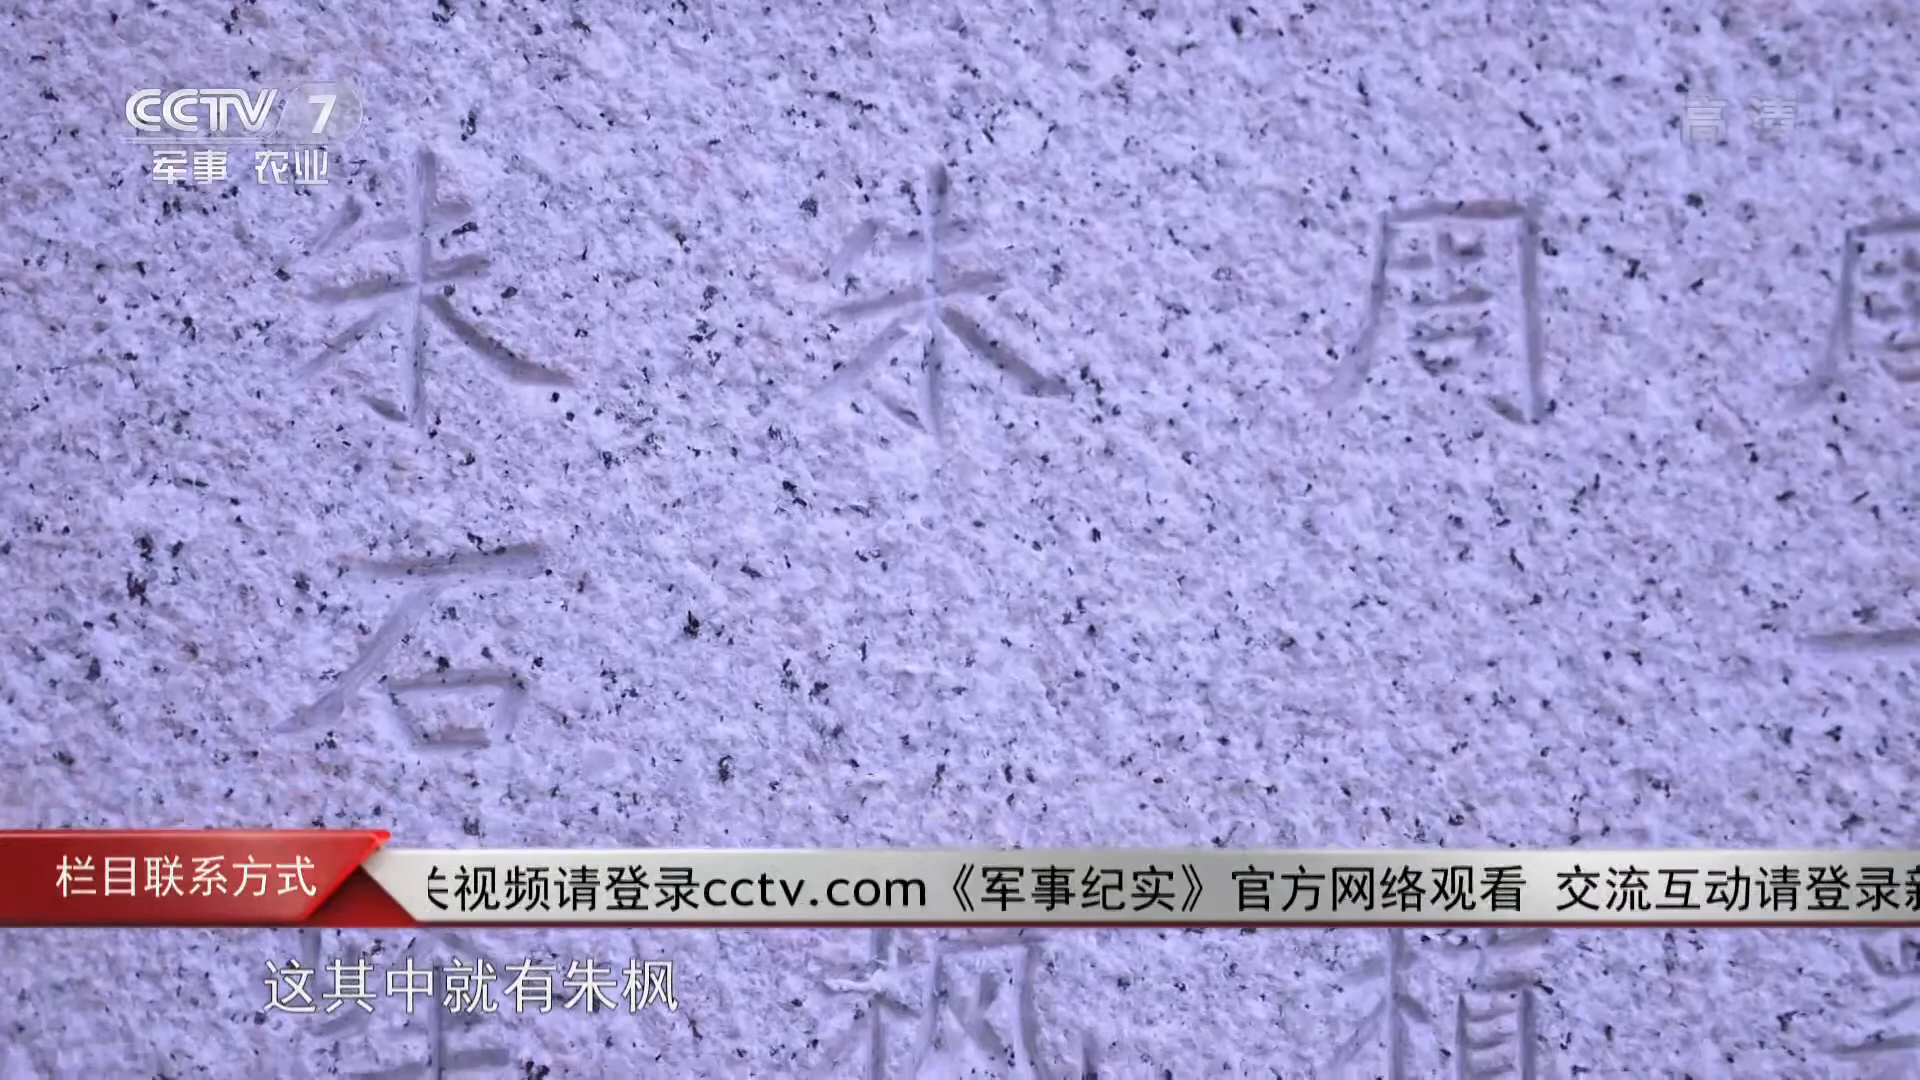 CCTV 7
高清
军事 农业
朱 朱 周
石
栏目联系方式
视频请登录cctv.com《军事纪实》官方网络观看 交流互动请登录
这其中就有朱枫
枫 植